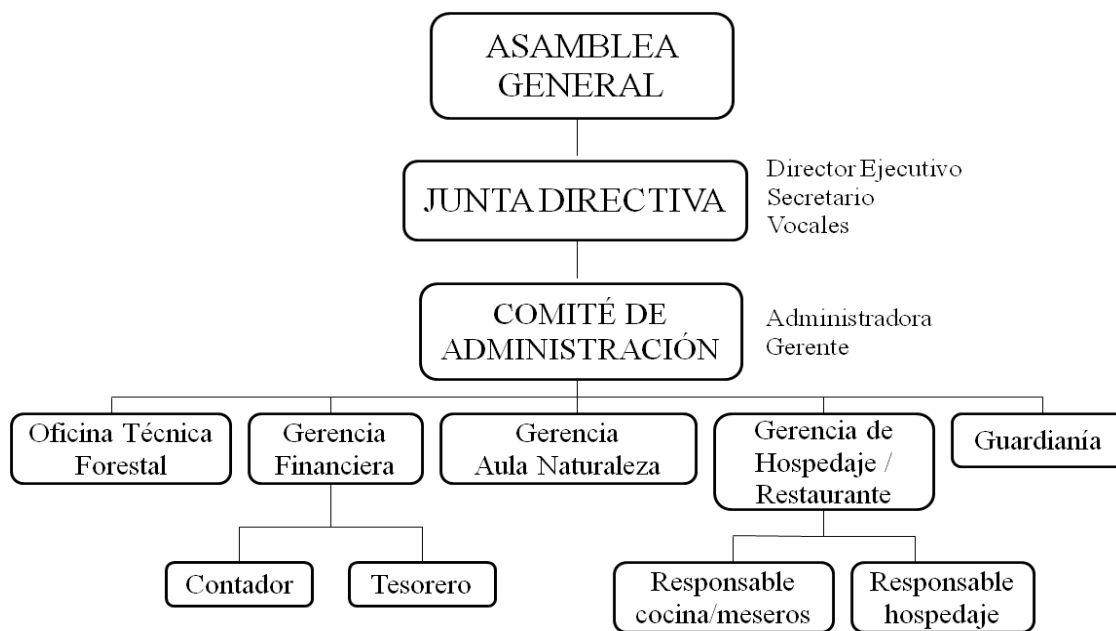 ASAMBLEA
GENERAL
JUNTA DIRECTIVA
Director Ejecutivo
Secretario
Vocales
COMITÉ DE
ADMINISTRACIÓN
Administradora
Gerente
Oficina Técnica
Forestal
Gerencia
Financiera
Gerencia
Aula Naturaleza
Gerencia de
Hospedaje /
Restaurante
Guardianía
Contador
Tesorero
Responsable
cocina/meseros
Responsable
hospedaje